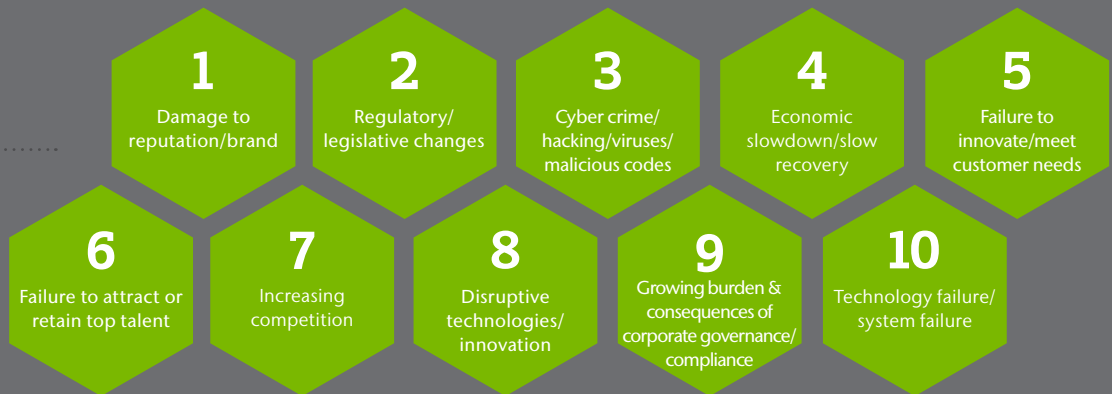 1
Damage to
reputation/brand
2
Regulatory/
legislative changes
3
Cyber crime/
hacking/viruses/
malicious codes
4
Economic
slowdown/slow
recovery
5
Failure to
innovate/meet
customer needs
6
Failure to attract or
retain top talent
7
Increasing
competition
8
Disruptive
technologies/
innovation
9
Growing burden &
consequences of
corporate governance/
compliance
10
Technology failure/
system failure